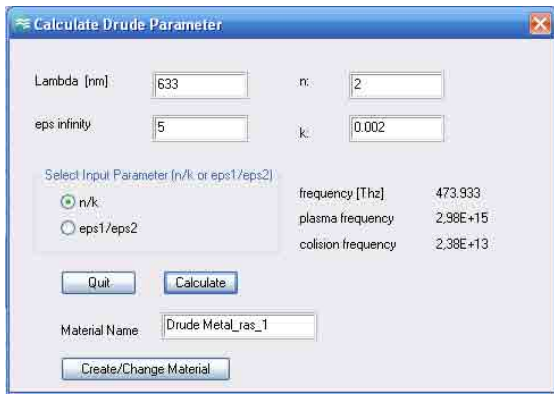 Calculate Drude Parameter
Lambda [nm] 633 n: 2
eps infinity 5 k: 0.002
Select Input Parameter (n/k or eps1/eps2)
n/k
eps1/eps2
frequency [Thz] 473.933
plasma frequency 2,98E+15
colision frequency 2,38E+13
Quit Calculate
Material Name Drude Metal_ras_1
Create/Change Material